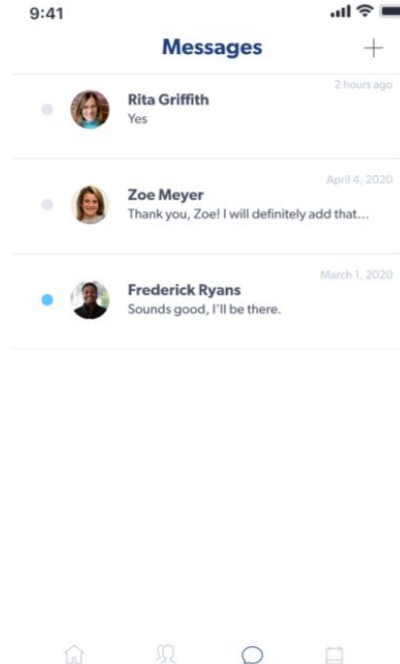 9:41
Messages
2 hours ago
Rita Griffith
Yes
April 4, 2020
Zoe Meyer
Thank you, Zoe! I will definitely add that...
March 1, 2020
Frederick Ryans
Sounds good, I'll be there.